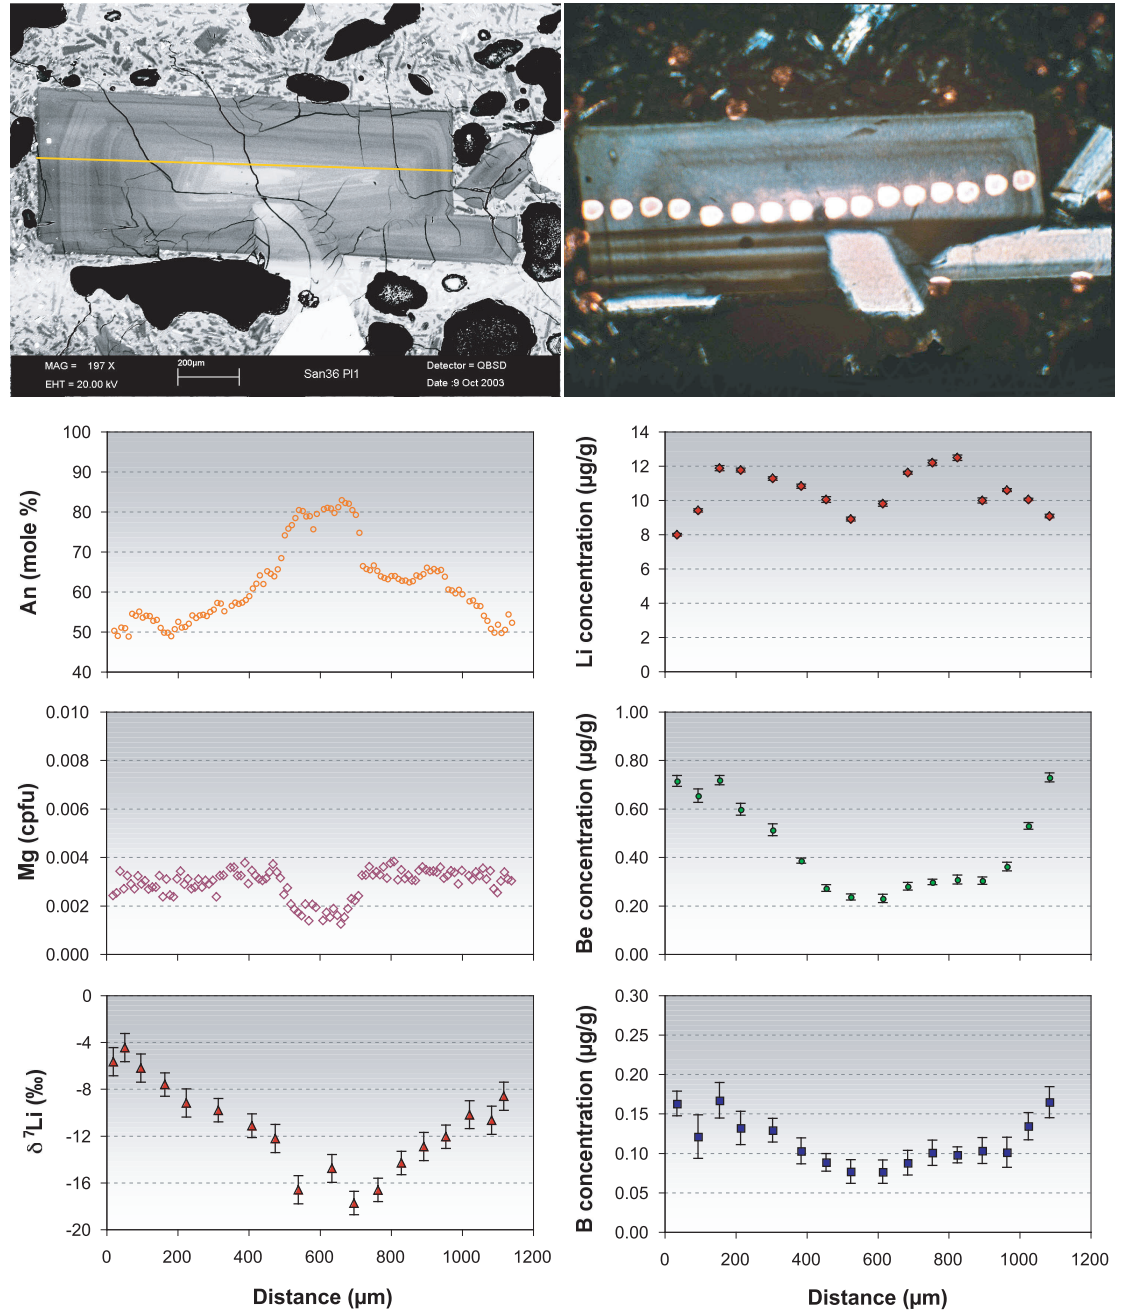 MAG = 197 X
200µm
Detector = QBSD
EHT = 20.00 kV
San36 Pl1
Date :9 Oct 2003
An (mole %)
100
90
80
70
60
50
40
Li concentration (µg/g)
14
12
10
8
6
4
2
0
Mg (cpfu)
0.010
0.008
0.006
0.004
0.002
0.000
Be concentration (µg/g)
1.00
0.80
0.60
0.40
0.20
0.00
δ ⁷Li (‰)
0
-4
-8
-12
-16
-20
0 200 400 600 800 1000 1200
Distance (µm)
B concentration (µg/g)
0.30
0.25
0.20
0.15
0.10
0.05
0.00
0 200 400 600 800 1000 1200
Distance (µm)